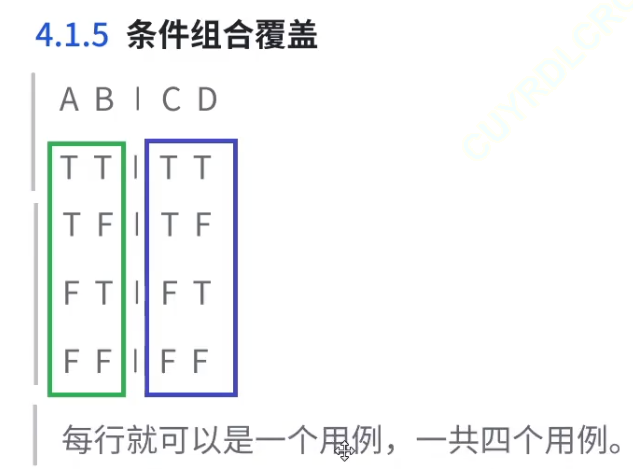 4.1.5 条件组合覆盖
A B | C D
T T | T T
T F | T F
F T | F T
F F | F F
每行就可以是一个用例，一共四个用例。
CUYRDLCRO